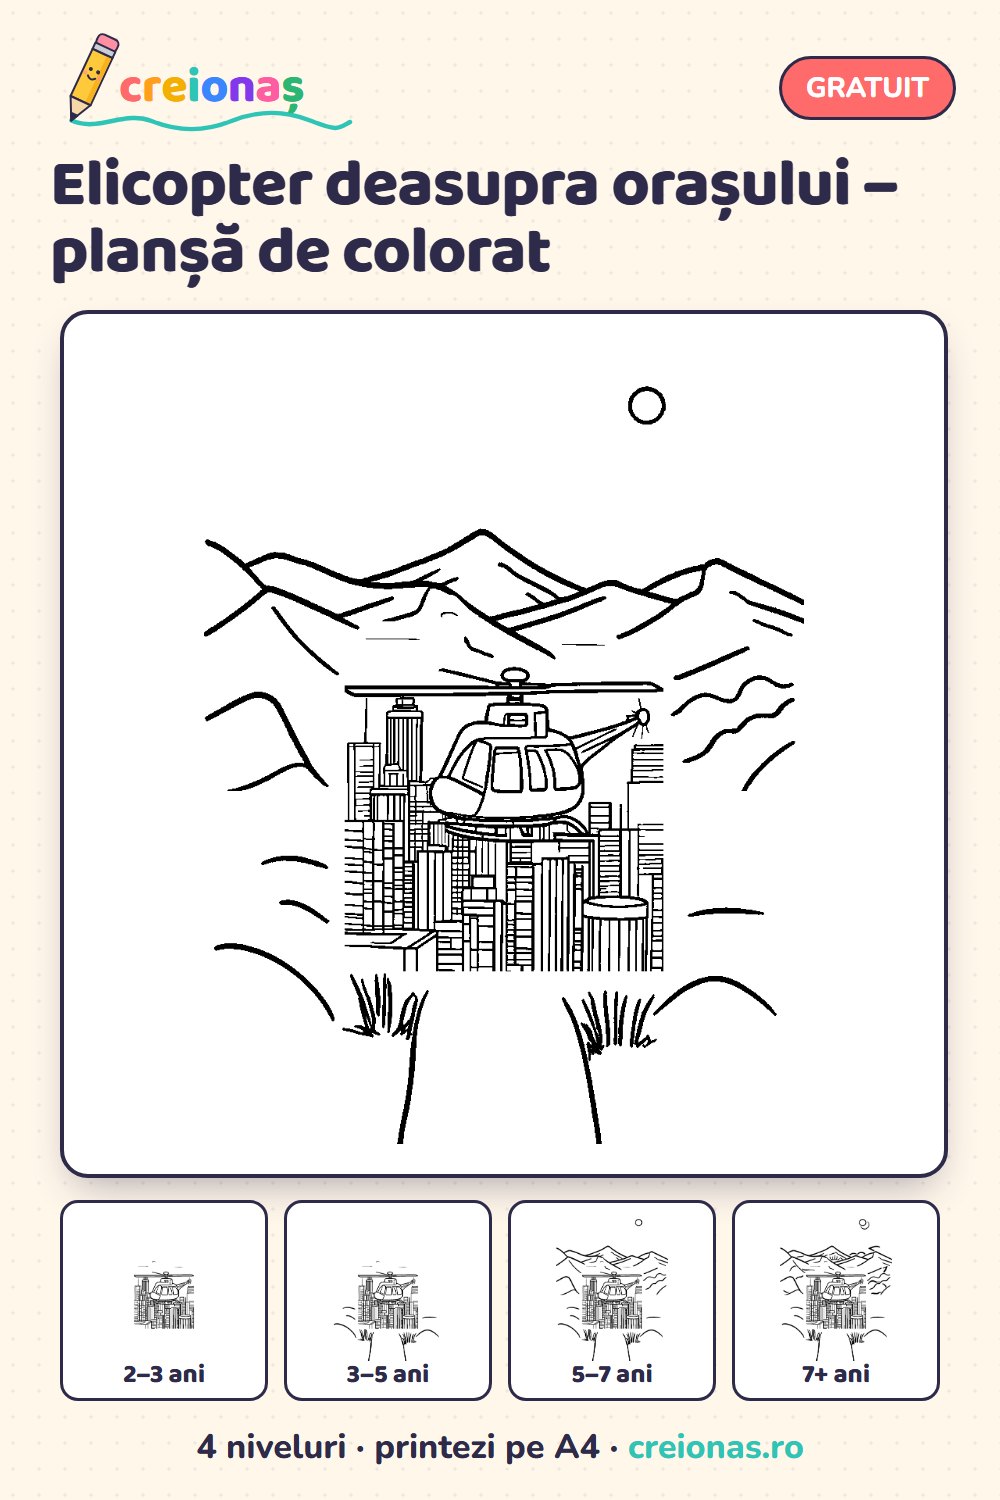 creionaș
GRATUIT
Elicopter deasupra orașului –
planșă de colorat
2–3 ani
3–5 ani
5–7 ani
7+ ani
4 niveluri · printezi pe A4 · creionas.ro